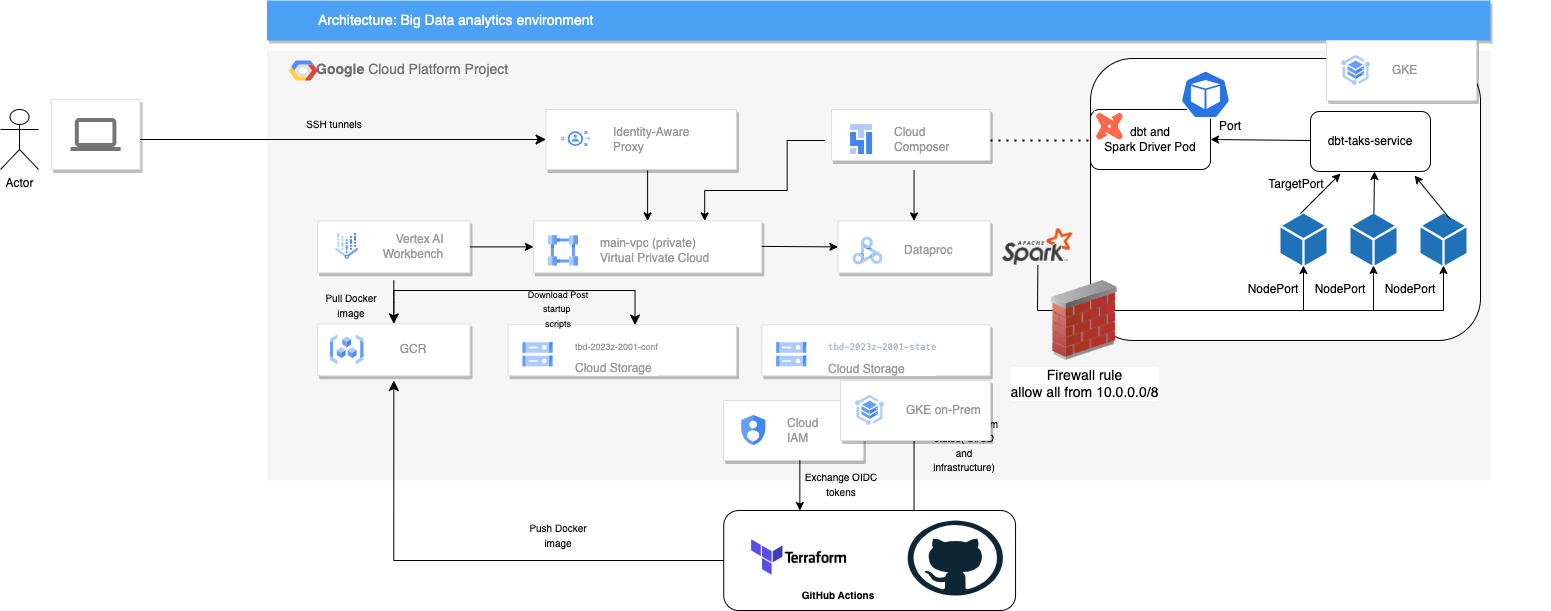 Architecture: Big Data analytics environment
Google Cloud Platform Project
GKE
Actor
SSH tunnels
Identity-Aware
Proxy
Cloud
Composer
dbt and
Spark Driver Pod
Port
dbt-taks-service
TargetPort
Vertex AI
Workbench
main-vpc (private)
Virtual Private Cloud
Dataproc
APACHE
Spark
NodePort
NodePort
NodePort
Pull Docker
image
Download Post
startup
scripts
GCR
tbd-2023z-2001-conf
Cloud Storage
tbd-2023z-2001-state
Cloud Storage
Firewall rule
allow all from 10.0.0.0/8
Cloud
IAM
GKE on-Prem
and
infrastructure)
Exchange OIDC
tokens
Push Docker
image
Terraform
GitHub Actions